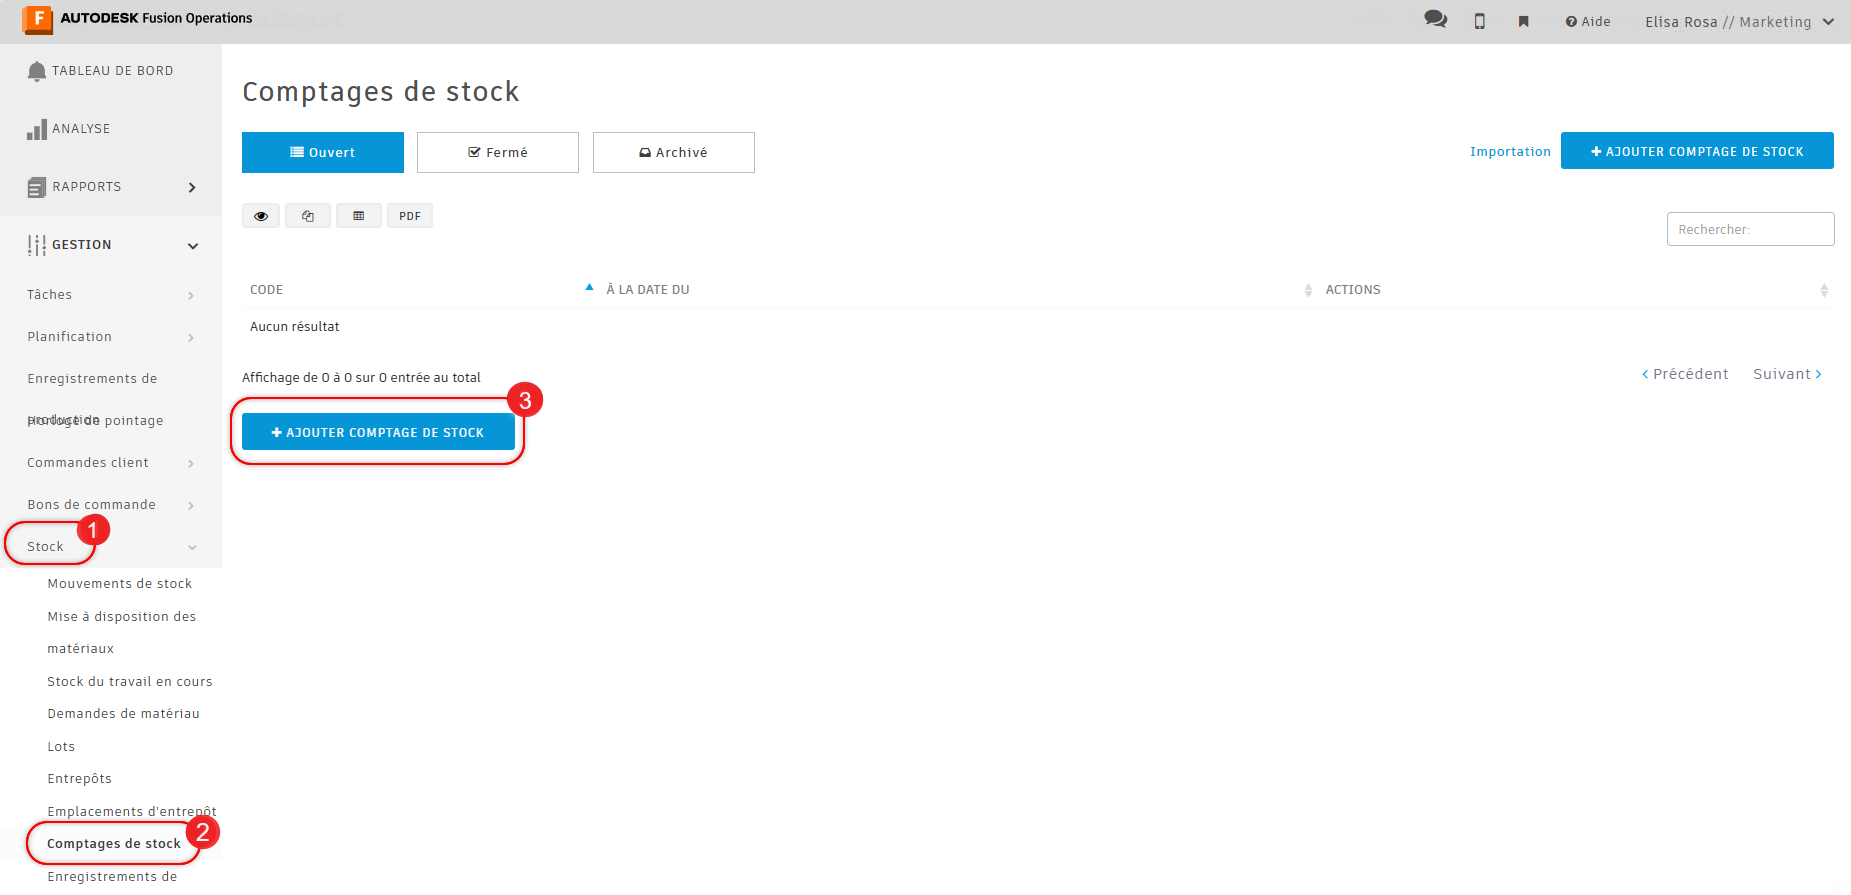 AUTODESK Fusion Operations
Aide
Elisa Rosa // Marketing
TABLEAU DE BORD
ANALYSE
RAPPORTS
GESTION
Tâches
Planification
Enregistrements de
production
Horloge de pointage
Commandes client
Bons de commande
1
Stock
Mouvements de stock
Mise à disposition des
matériaux
Stock du travail en cours
Demandes de matériau
Lots
Entrepôts
Emplacements d'entrepôt
2
Comptages de stock
Enregistrements de
Comptages de stock
Ouvert
Fermé
Archivé
Importation
AJOUTER COMPTAGE DE STOCK
PDF
Rechercher:
CODE À LA DATE DU ACTIONS
Aucun résultat
Affichage de 0 à 0 sur 0 entrée au total
Précédent Suivant
3
AJOUTER COMPTAGE DE STOCK